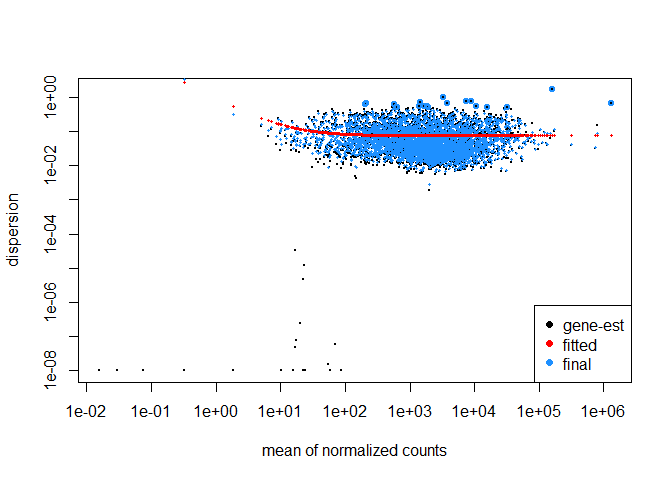 dispersion
1e+00
1e-02
1e-04
1e-06
1e-08
gene-est
fitted
final
1e-02 1e-01 1e+00 1e+01 1e+02 1e+03 1e+04 1e+05 1e+06
mean of normalized counts